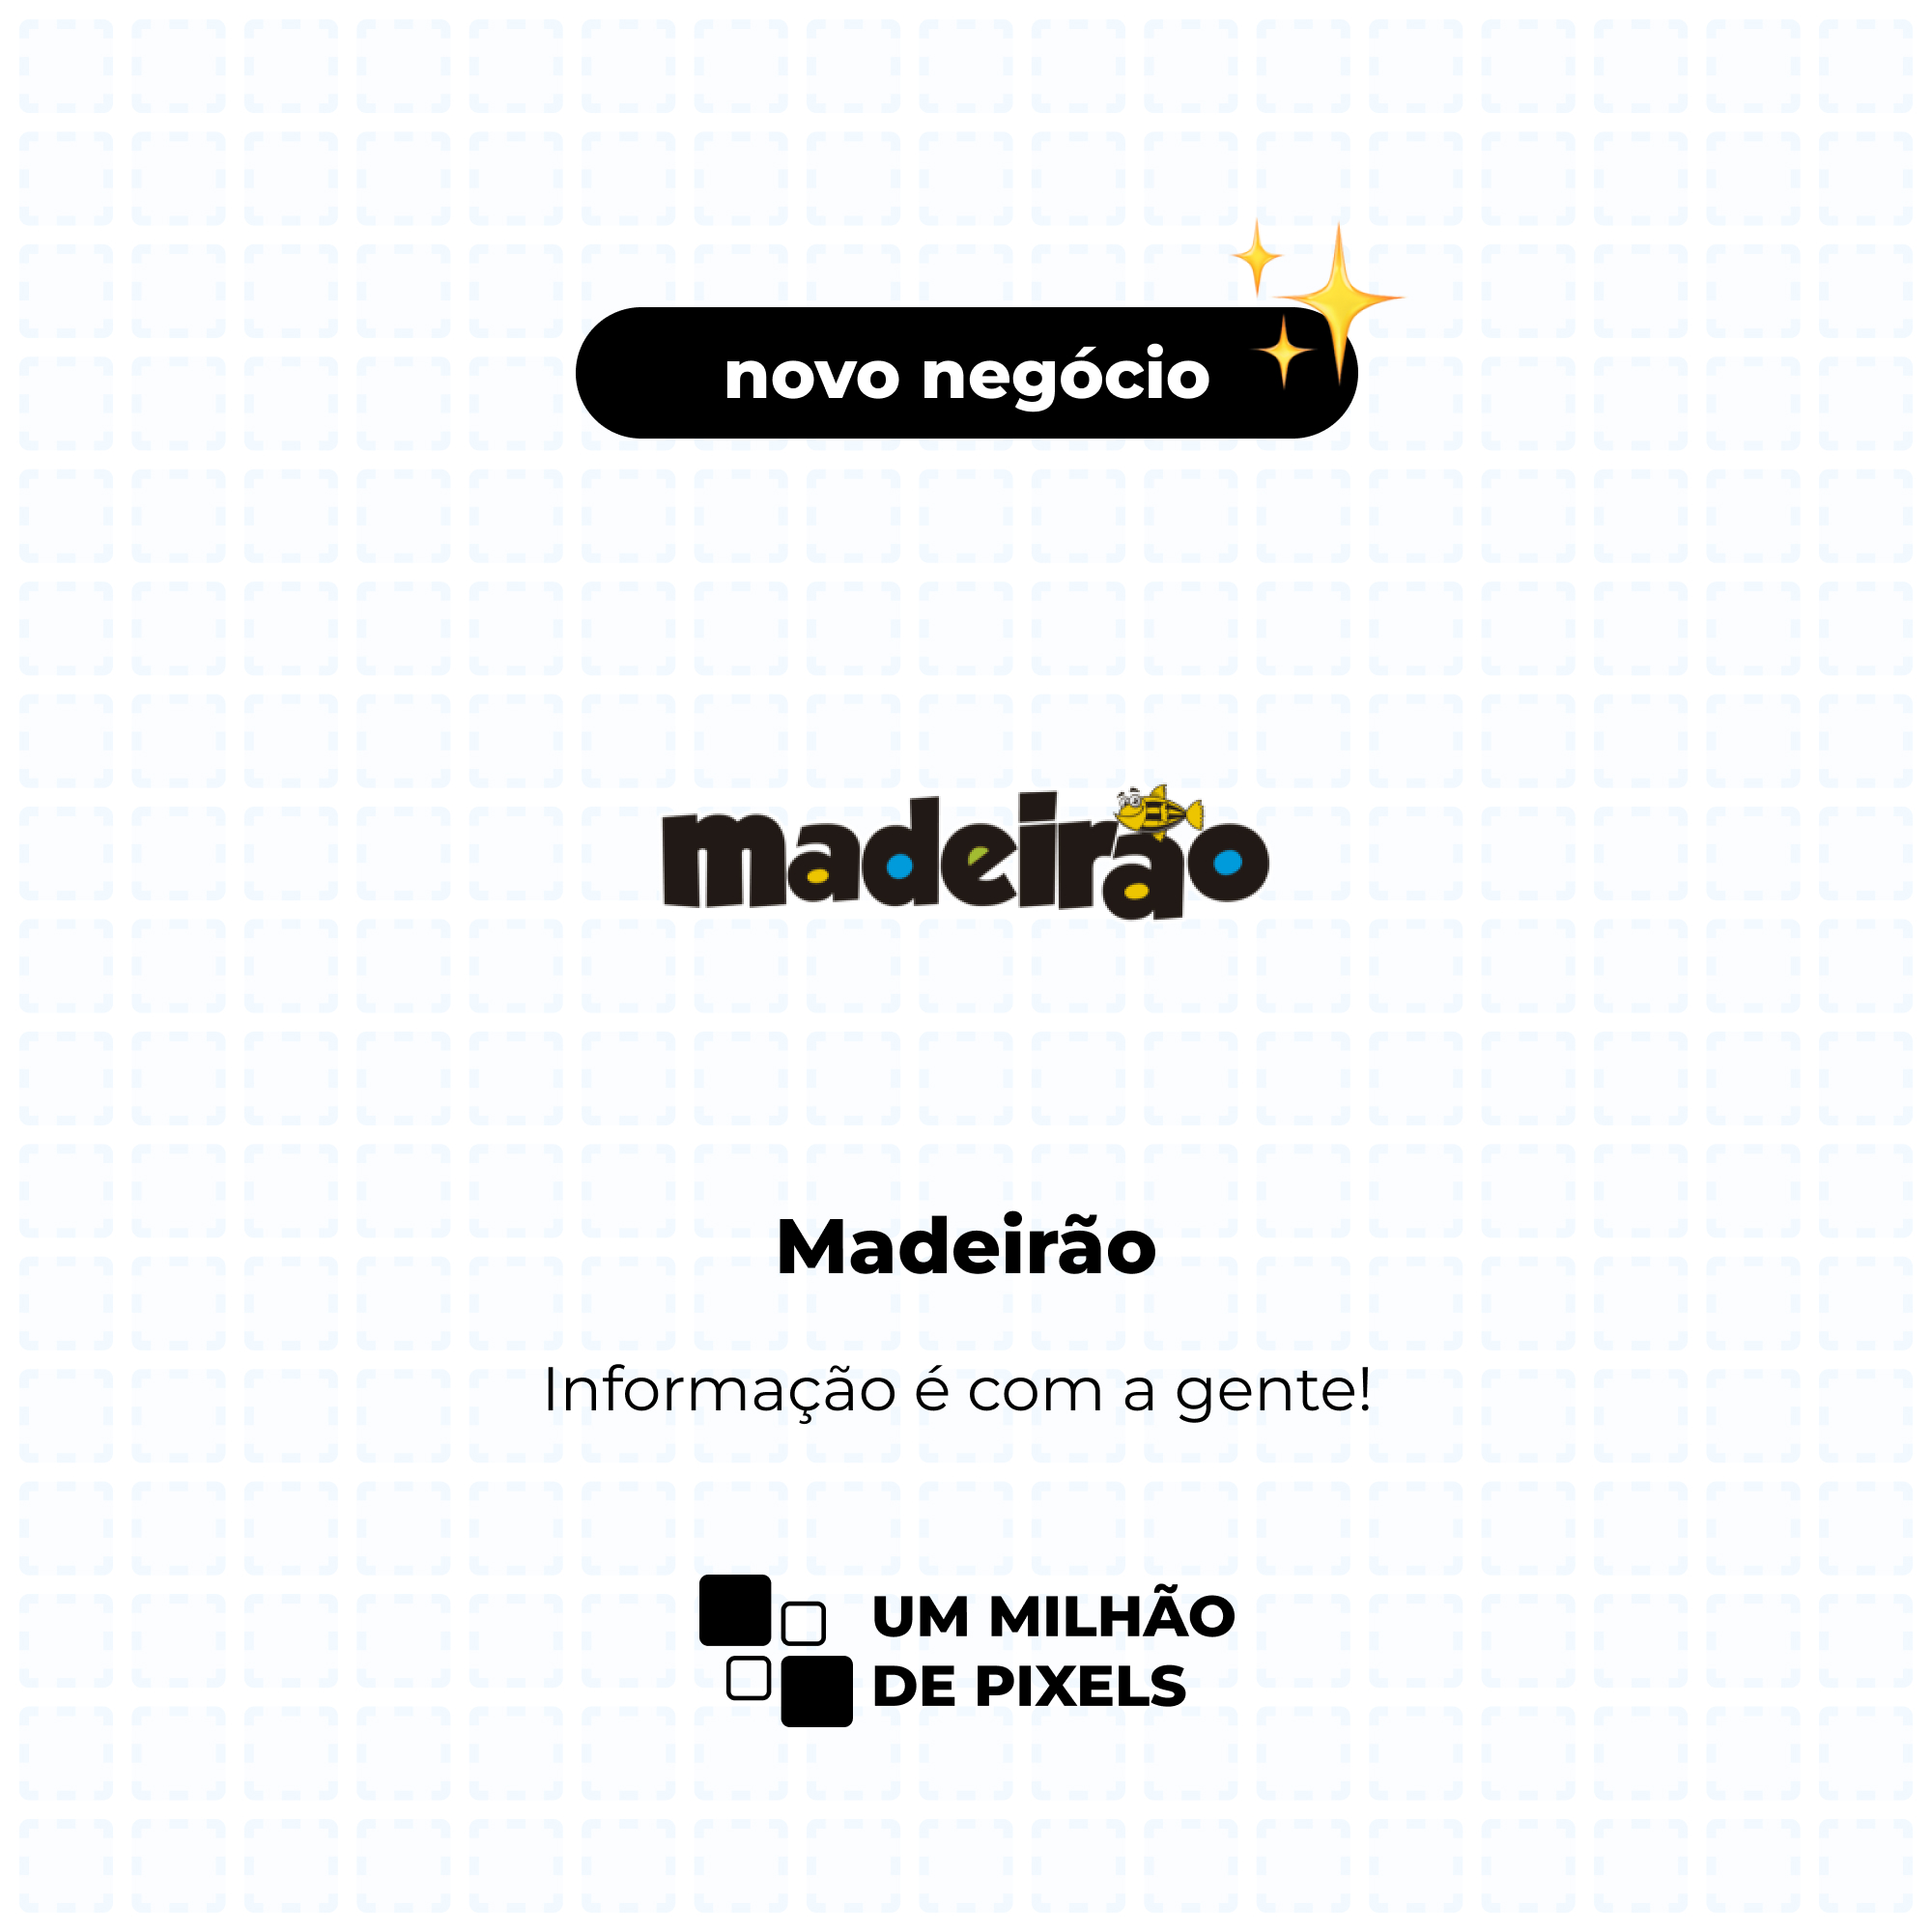 novo negócio
madeirão
Madeirão
Informação é com a gente!
UM MILHÃO
DE PIXELS